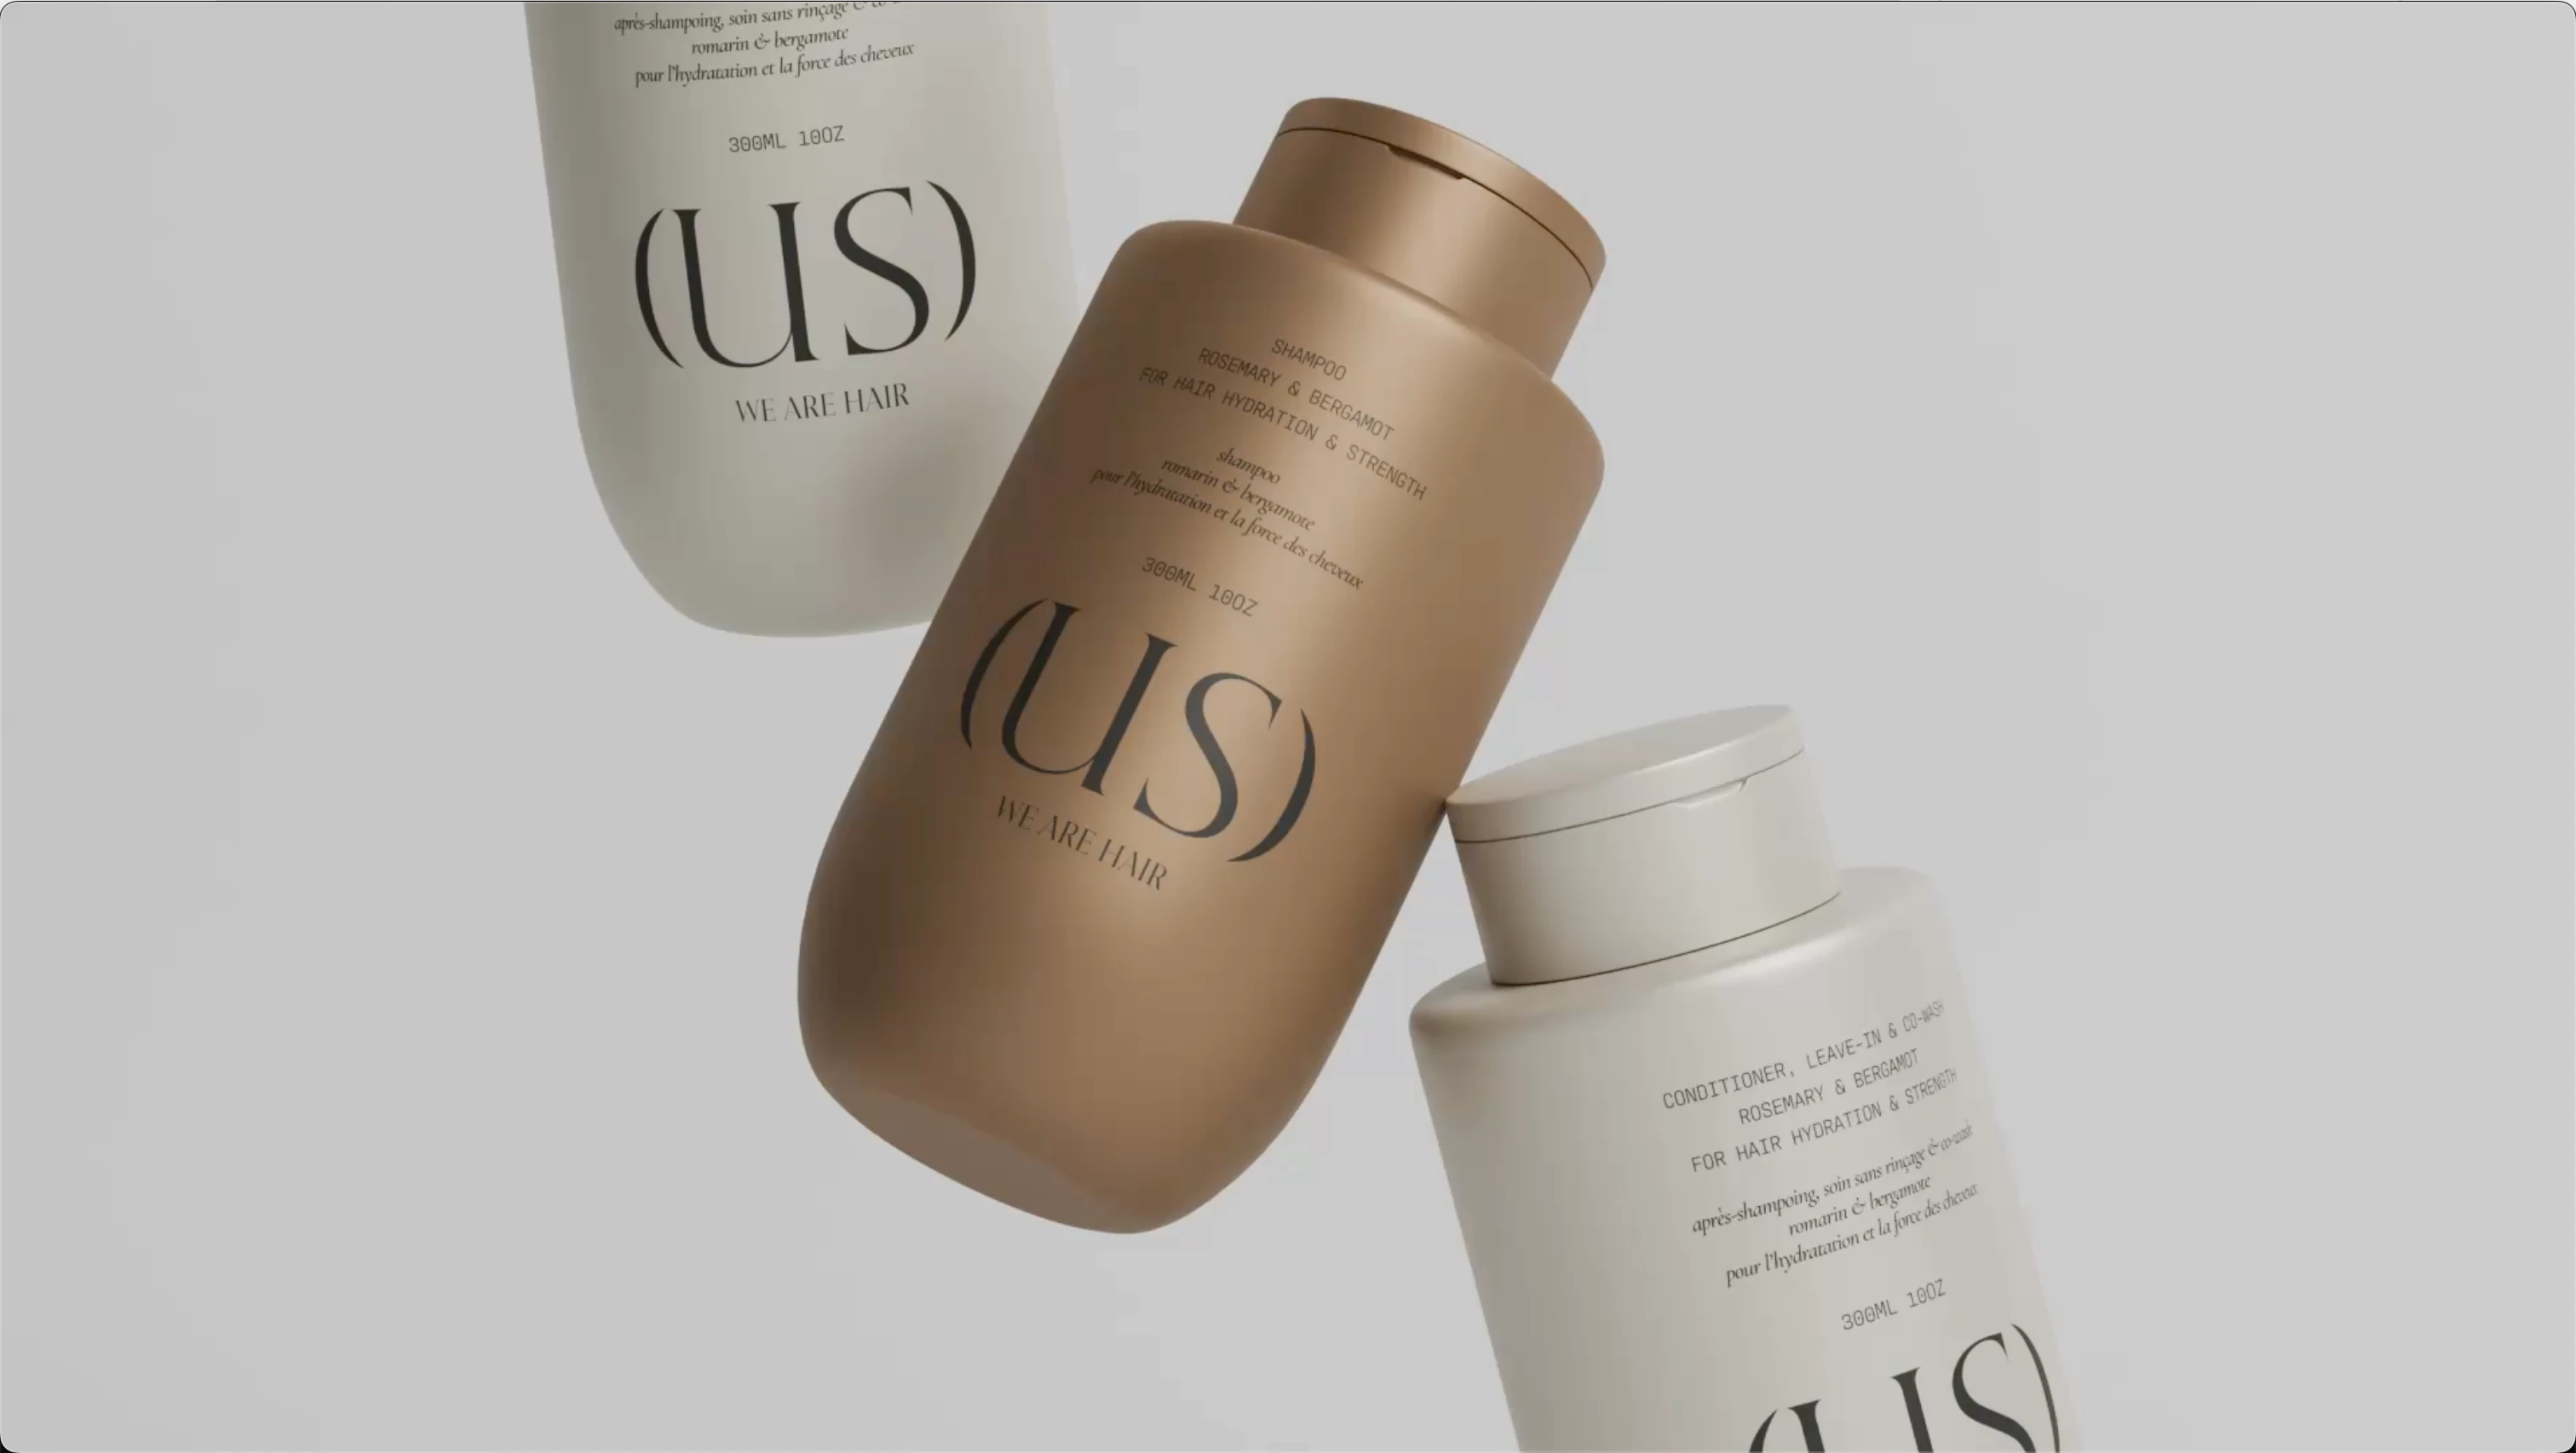 après-shampoing, soin sans rinçage &
romarin & bergamote
pour l'hydratation et la force des cheveux
300ML 10OZ
(US)
WE ARE HAIR
SHAMPOO
ROSEMARY & BERGAMOT
FOR HAIR HYDRATION & STRENGTH
shampoo
romarin & bergamote
pour l'hydratation et la force des cheveux
300ML 10OZ
(US)
WE ARE HAIR
CONDITIONER, LEAVE-IN & CO-WASH
ROSEMARY & BERGAMOT
FOR HAIR HYDRATION & STRENGTH
après-shampoing, soin sans rinçage & co-wash
romarin & bergamote
pour l'hydratation et la force des cheveux
300ML 10OZ
(US)